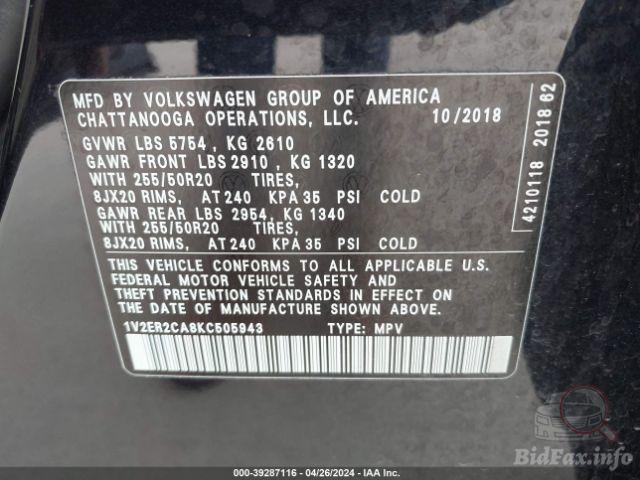 MFD BY VOLKSWAGEN GROUP OF AMERICA
CHATTANOOGA OPERATIONS, LLC. 10/2018
GVWR LBS 5754 , KG 2610
GAWR FRONT LBS 2910 , KG 1320
WITH 255/50R20 TIRES,
8JX20 RIMS, AT 240 KPA 35 PSI COLD
GAWR REAR LBS 2954, KG 1340
WITH 255/50R20 TIRES,
8JX20 RIMS, AT 240 KPA 35 PSI COLD
THIS VEHICLE CONFORMS TO ALL APPLICABLE U.S.
FEDERAL MOTOR VEHICLE SAFETY AND
THEFT PREVENTION STANDARDS IN EFFECT ON
THE DATE OF MANUFACTURE SHOWN ABOVE.
1V2ER2CA8KC505943 TYPE: MPV
4210118 2018 62
BidFax.info
000-39287116 - 04/26/2024 - IAA Inc.